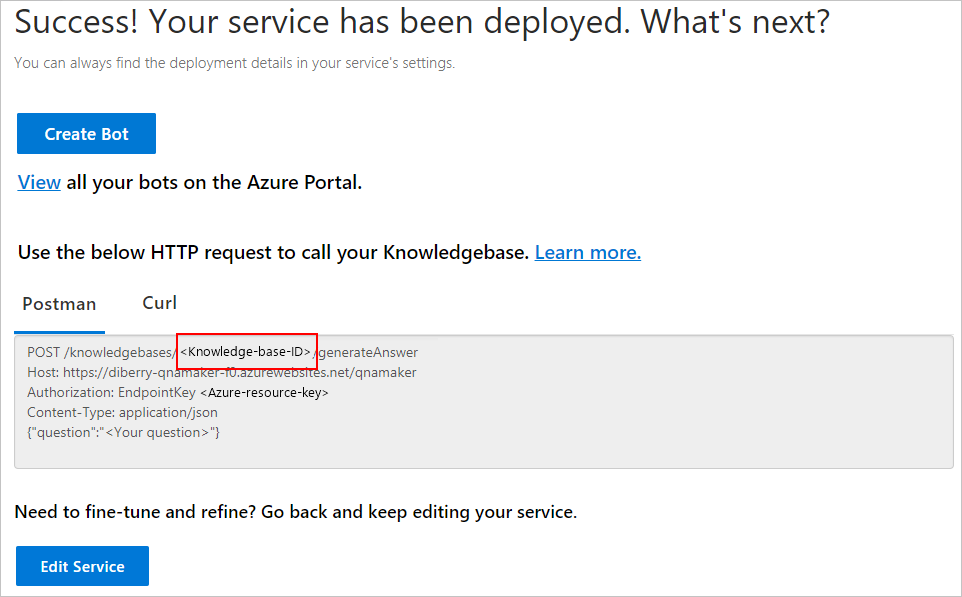 Success! Your service has been deployed. What's next?
You can always find the deployment details in your service's settings.
Create Bot
View all your bots on the Azure Portal.
Use the below HTTP request to call your Knowledgebase. Learn more.
Postman Curl
POST /knowledgebases/<Knowledge-base-ID>/generateAnswer
Host: https://diberry-qnamaker-f0.azurewebsites.net/qnamaker
Authorization: EndpointKey <Azure-resource-key>
Content-Type: application/json
{"question":"<Your question>"}
Need to fine-tune and refine? Go back and keep editing your service.
Edit Service